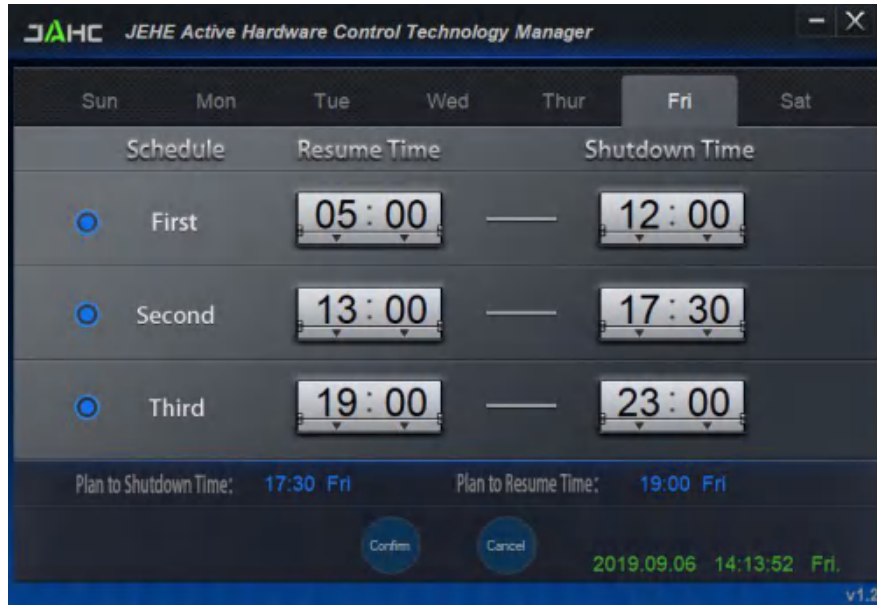 JAHC JEHE Active Hardware Control Technology Manager
Sun Mon Tue Wed Thur Fri Sat
Schedule Resume Time Shutdown Time
First 05:00 12:00
Second 13:00 17:30
Third 19:00 23:00
Plan to Shutdown Time: 17:30 Fri Plan to Resume Time: 19:00 Fri
Confirm Cancel
2019.09.06 14:13:52 Fri.
v1.2